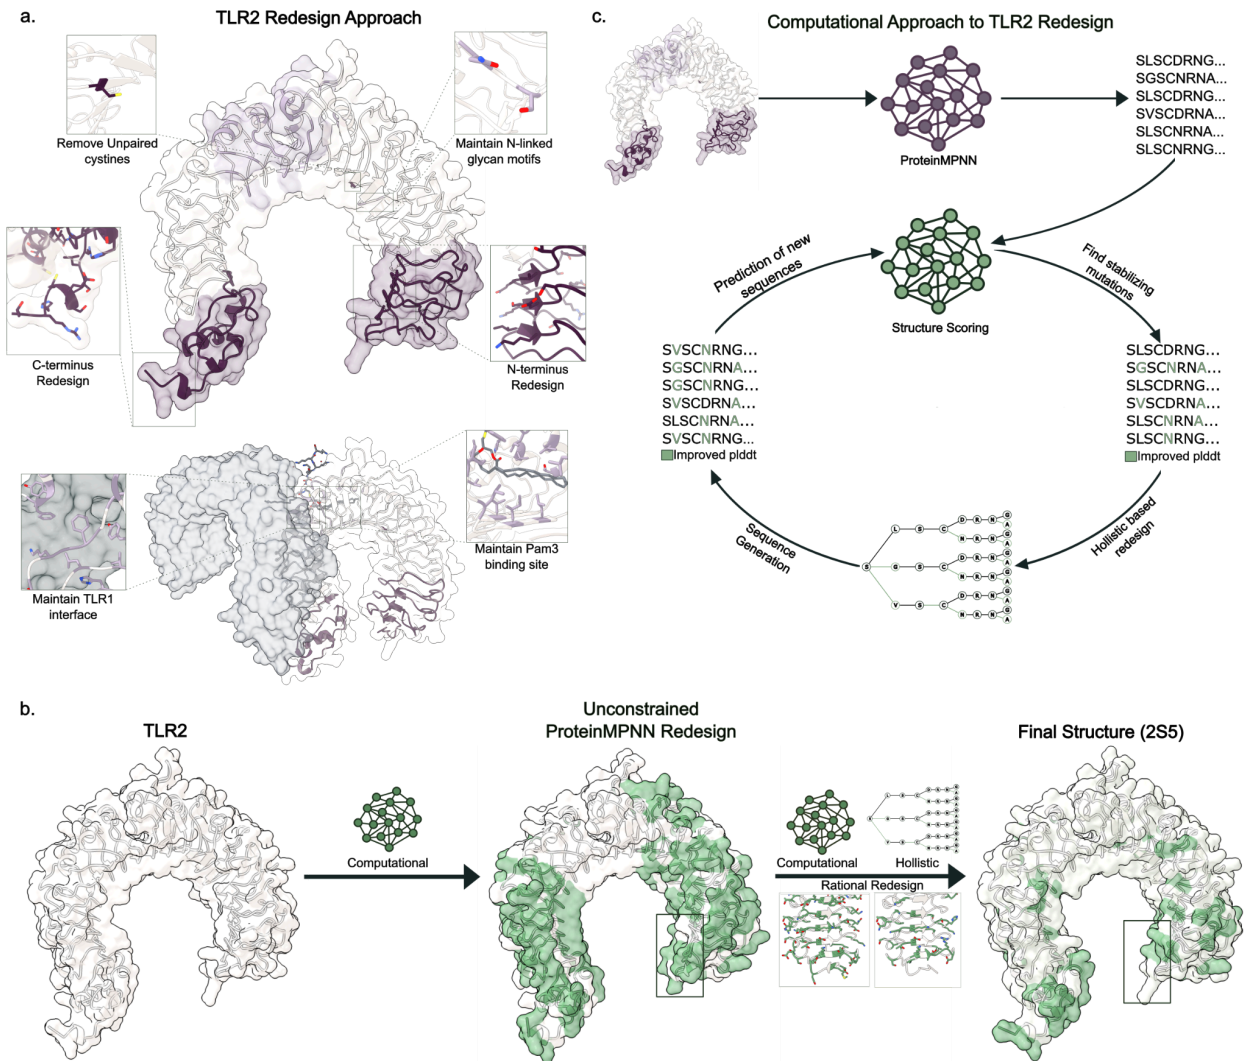 a.
TLR2 Redesign Approach
Remove Unpaired
cystines
Maintain N-linked
glycan motifs
C-terminus
Redesign
N-terminus
Redesign
Maintain TLR1
interface
Maintain Pam3
binding site
c.
Computational Approach to TLR2 Redesign
ProteinMPNN
SLSCDRNG...
SGSCNRNA...
SLSCDRNG...
SVSCDRNA...
SLSCNRNA...
SLSCNRNG...
Structure Scoring
Prediction of new
sequences
Find stabilizing
mutations
SVSCNRNG...
SGSCNRNA...
SGSCNRNG...
SVSCDRNA...
SLSCNRNA...
SVSCNRNG...
Improved plddt
SLSCDRNG...
SGSCNRNA...
SLSCDRNG...
SVSCDRNA...
SLSCNRNA...
SLSCNRNG...
Improved plddt
Sequence
Generation
Hollistic based
redesign
S
L S C D R N G
N R N A
G S C D R N G
N R N A
V S C D R N G
N R N A
b.
TLR2
Computational
Unconstrained
ProteinMPNN Redesign
Computational
Hollistic
Rational Redesign
Final Structure (2S5)